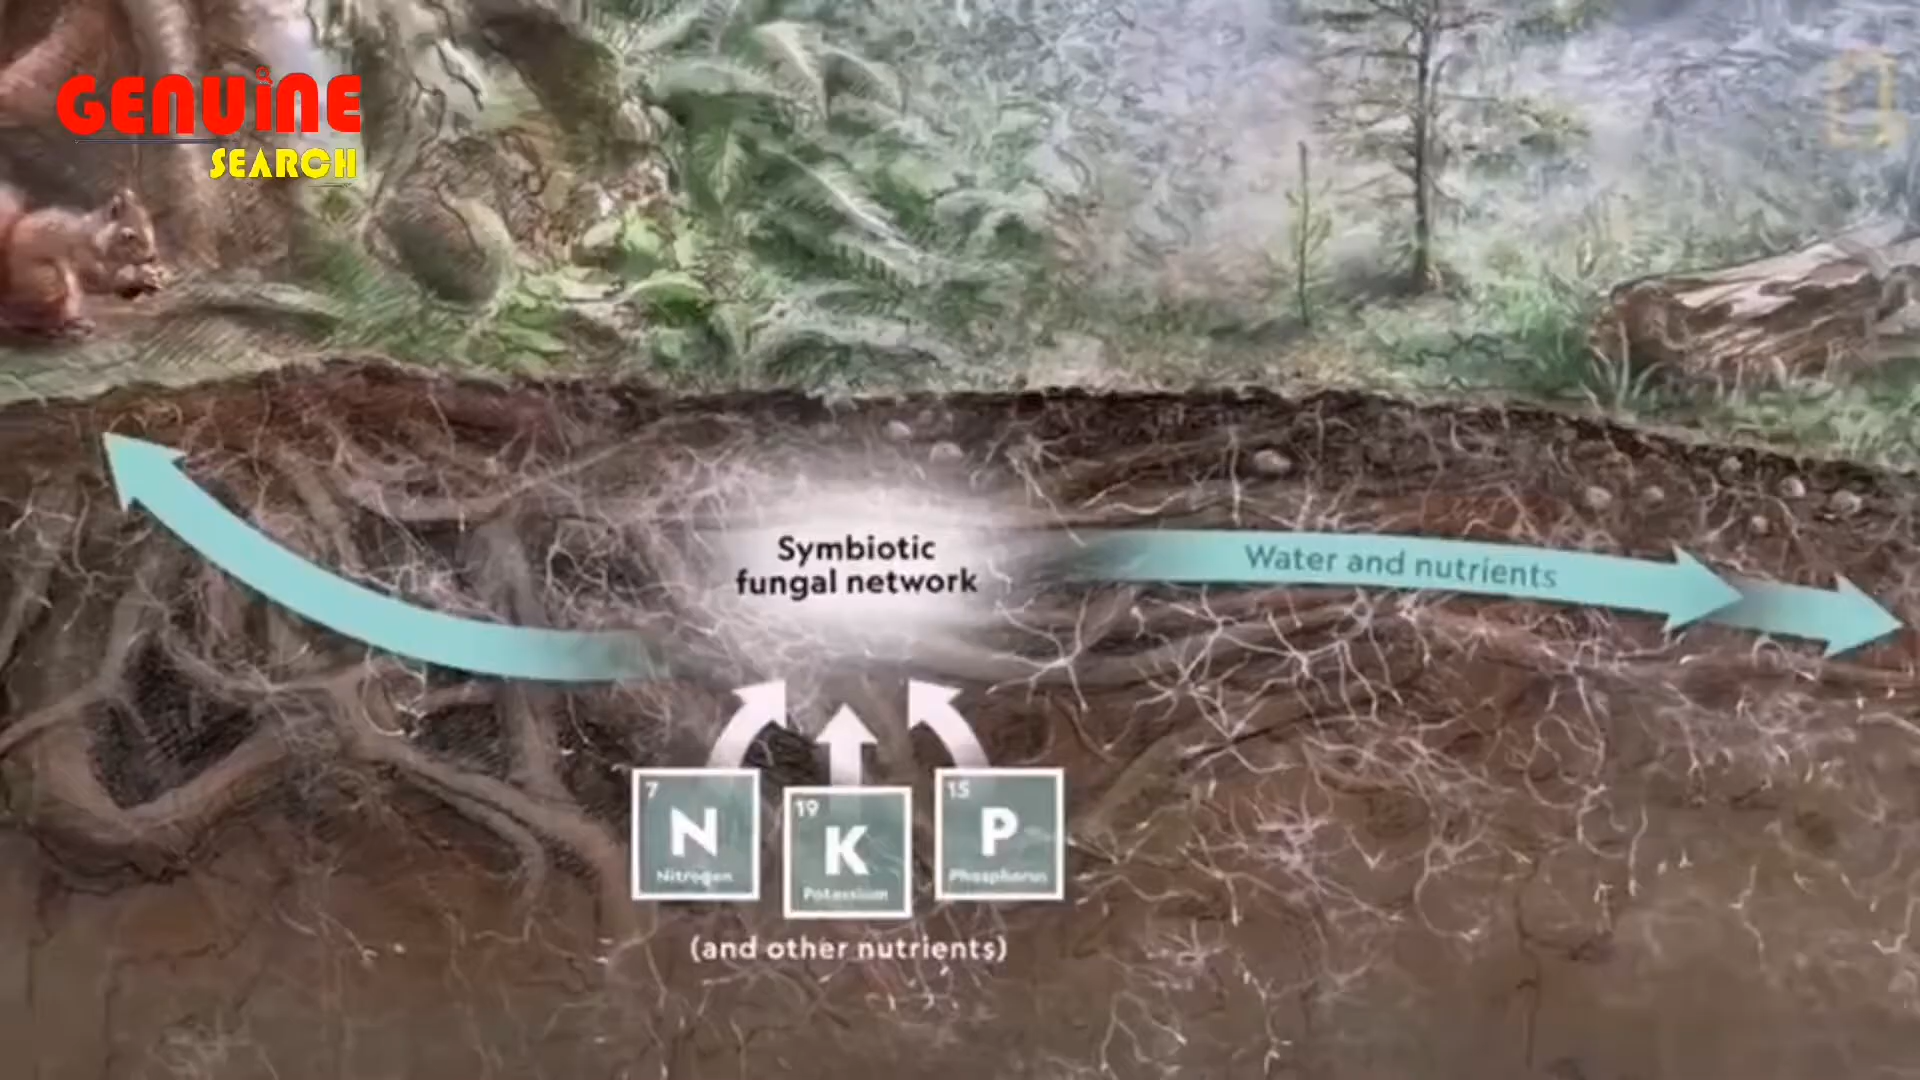 GENUINE
SEARCH
Symbiotic
fungal network
Water and nutrients
7
N
Nitrogen
19
K
Potassium
15
P
Phosphorus
(and other nutrients)